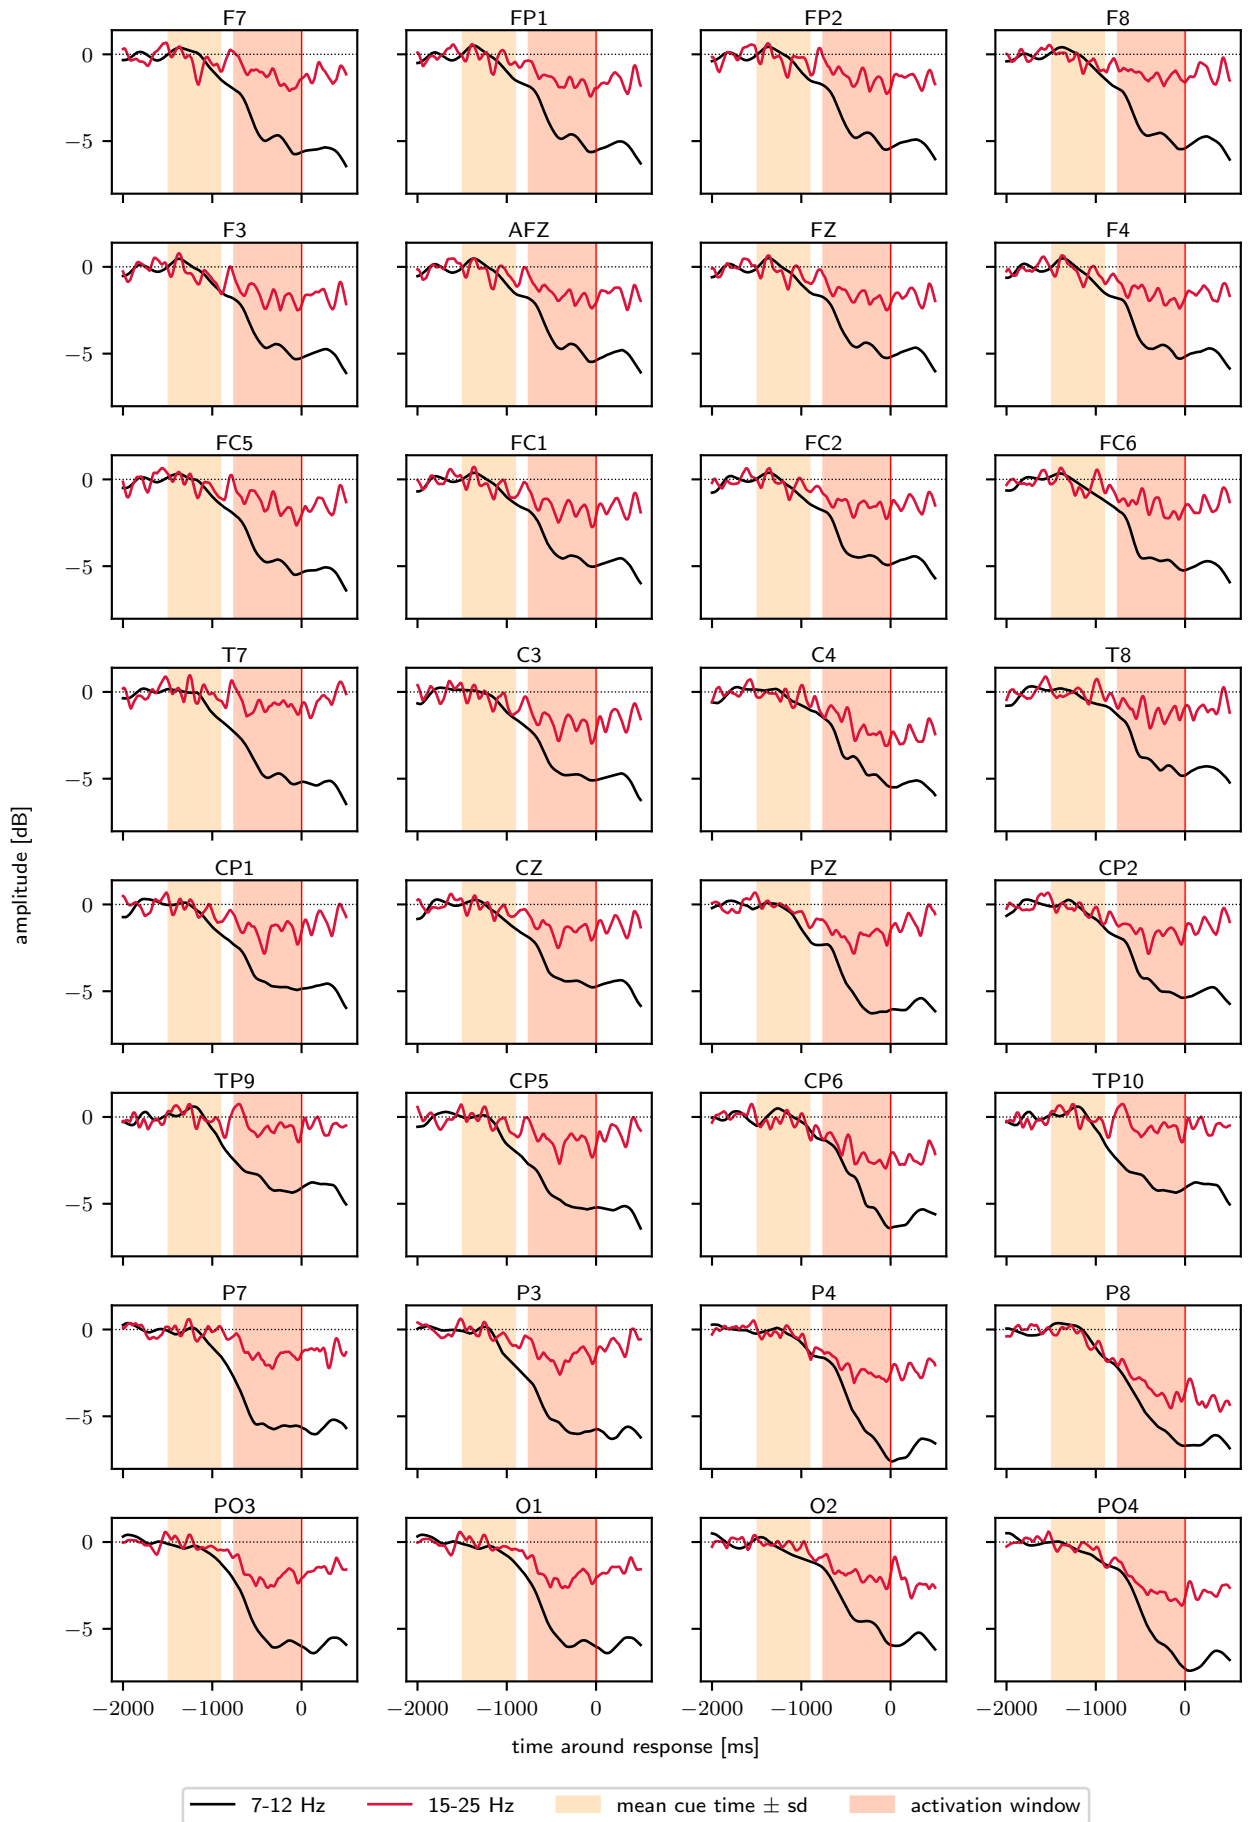 F7 FP1 FP2 F8
0
−5
F3 AFZ FZ F4
0
−5
FC5 FC1 FC2 FC6
0
−5
T7 C3 C4 T8
0
−5
amplitude [dB]
CP1 CZ PZ CP2
0
−5
TP9 CP5 CP6 TP10
0
−5
P7 P3 P4 P8
0
−5
PO3 O1 O2 PO4
0
−5
−2000 −1000 0 −2000 −1000 0 −2000 −1000 0 −2000 −1000 0
time around response [ms]
7-12 Hz 15-25 Hz mean cue time ± sd activation window